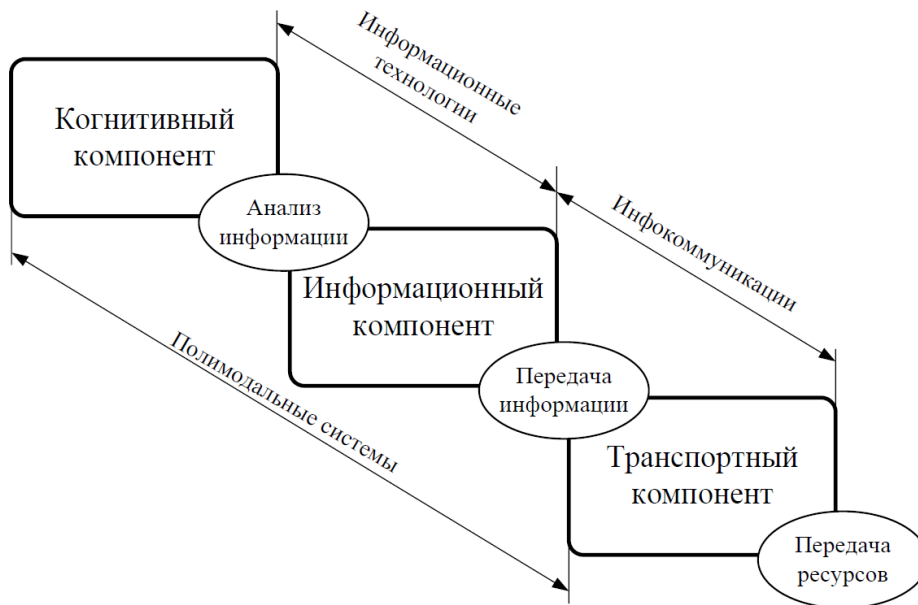 Информационные
технологии
Когнитивный
компонент
Анализ
информации
Инфокоммуникации
Информационный
компонент
Полимодальные системы
Передача
информации
Транспортный
компонент
Передача
ресурсов